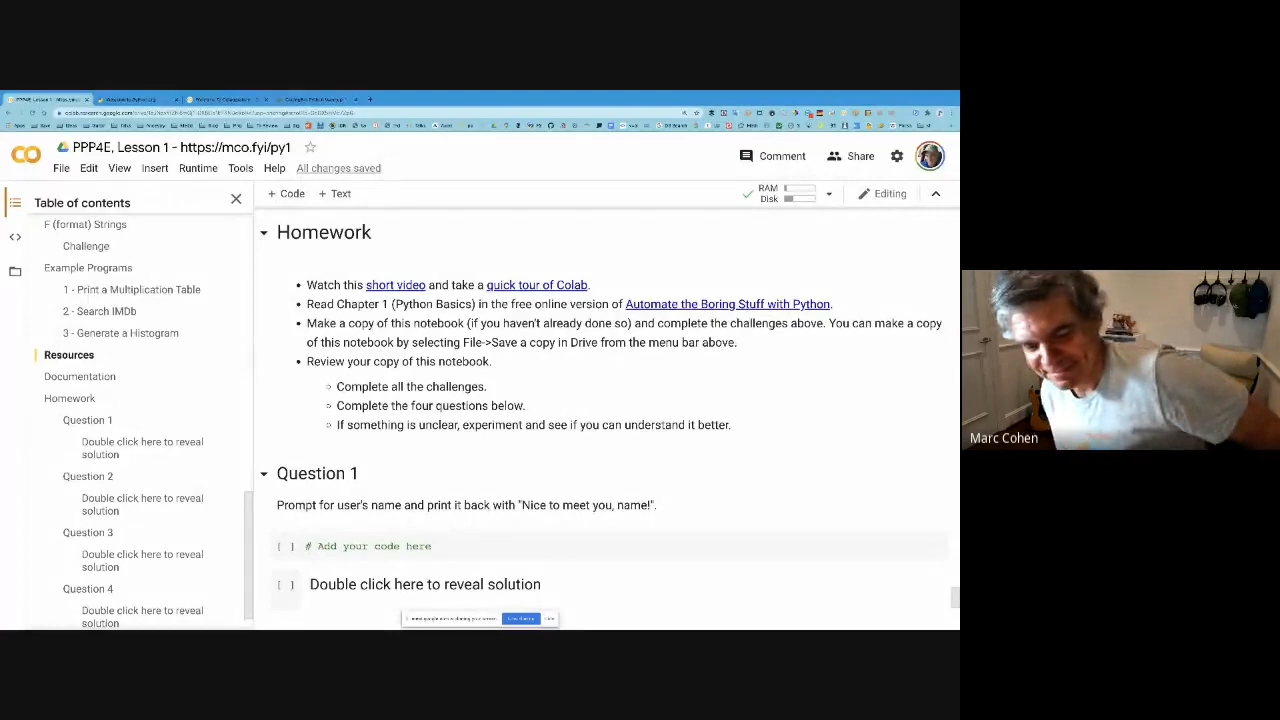 PPP4E, Lesson 1 - https://mco.fyi/py1
File Edit View Insert Runtime Tools Help All changes saved
Comment Share
+ Code + Text
RAM
Disk
Editing
Table of contents
F (format) Strings
Challenge
Example Programs
1 - Print a Multiplication Table
2 - Search IMDb
3 - Generate a Histogram
Resources
Documentation
Homework
Question 1
Double click here to reveal
solution
Question 2
Double click here to reveal
solution
Question 3
Double click here to reveal
solution
Question 4
Double click here to reveal
solution
Homework
• Watch this short video and take a quick tour of Colab.
• Read Chapter 1 (Python Basics) in the free online version of Automate the Boring Stuff with Python.
• Make a copy of this notebook (if you haven't already done so) and complete the challenges above. You can make a copy
of this notebook by selecting File->Save a copy in Drive from the menu bar above.
• Review your copy of this notebook.
◦ Complete all the challenges.
◦ Complete the four questions below.
◦ If something is unclear, experiment and see if you can understand it better.
Question 1
Prompt for user's name and print it back with "Nice to meet you, name!".
[ ] # Add your code here
[ ] Double click here to reveal solution
Marc Cohen